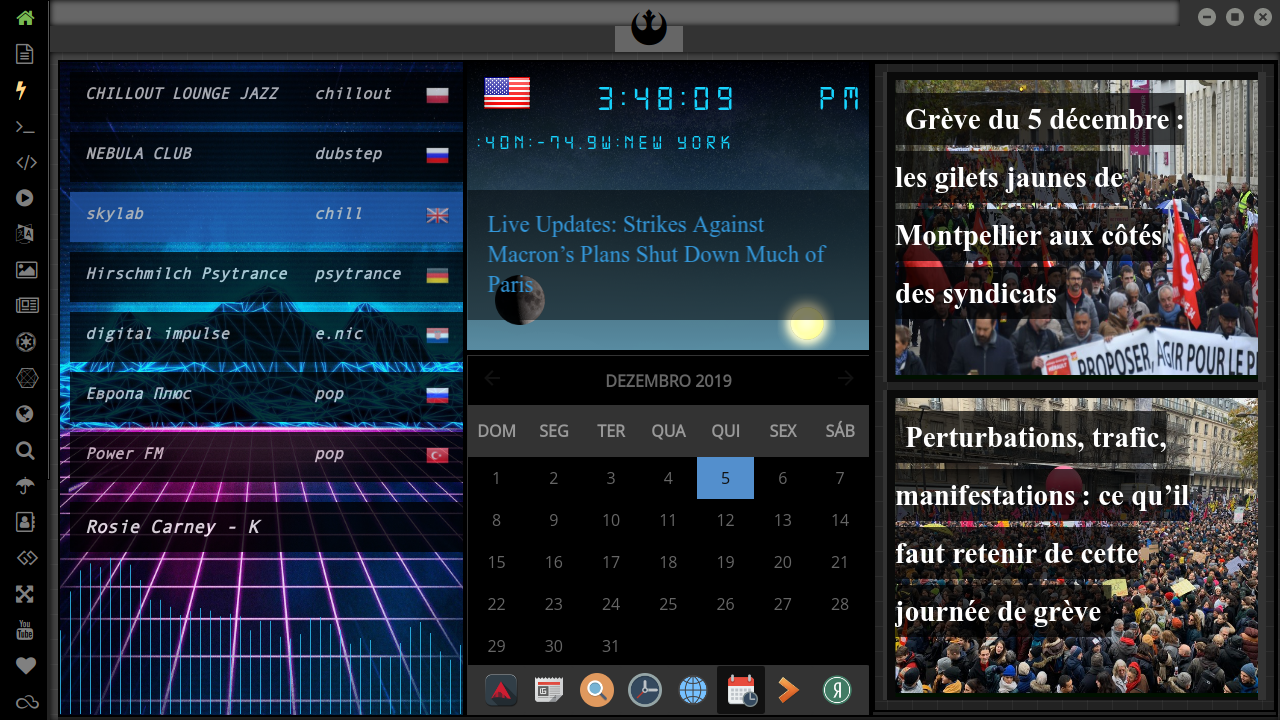 CHILLOUT LOUNGE JAZZ chillout
NEBULA CLUB dubstep
skylab chill
Hirschmilch Psytrance psytrance
digital impulse e.nic
Европа Плюс pop
Power FM pop
Rosie Carney - K
3:48:09 PM
:40N:-74.9W:NEW YORK
Live Updates: Strikes Against
Macron’s Plans Shut Down Much of
Paris
DEZEMBRO 2019
DOM SEG TER QUA QUI SEX SÁB
1 2 3 4 5 6 7
8 9 10 11 12 13 14
15 16 17 18 19 20 21
22 23 24 25 26 27 28
29 30 31
Grève du 5 décembre :
les gilets jaunes de
Montpellier aux côtés
des syndicats
PROPOSER, AGIR POUR LE P
Perturbations, trafic,
manifestations : ce qu’il
faut retenir de cette
journée de grève
You
Tube